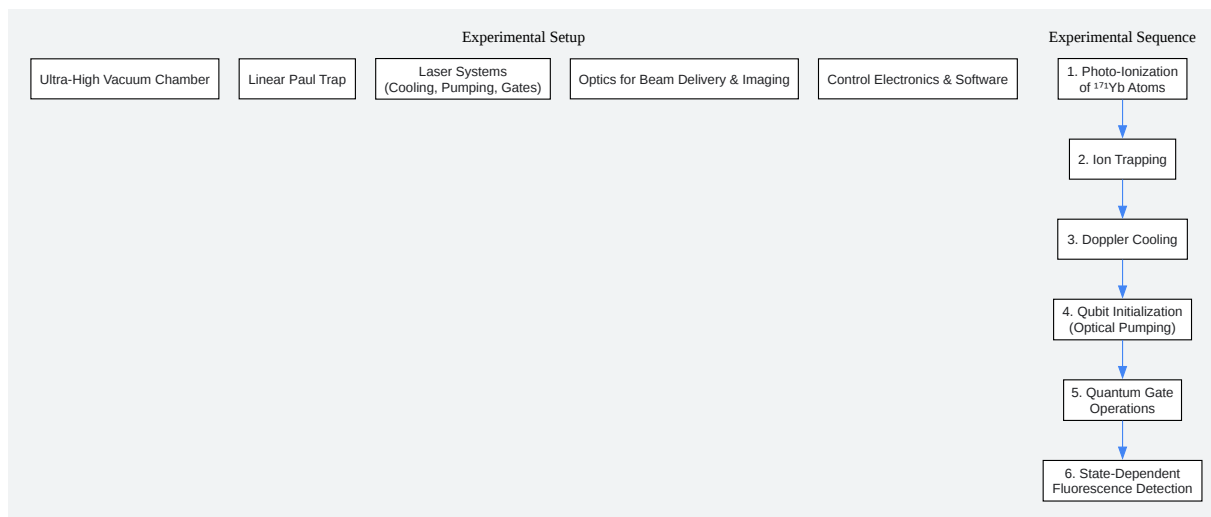 Experimental Setup
Ultra-High Vacuum Chamber
Linear Paul Trap
Laser Systems
(Cooling, Pumping, Gates)
Optics for Beam Delivery & Imaging
Control Electronics & Software
Experimental Sequence
1. Photo-Ionization
of ¹⁷¹Yb Atoms
2. Ion Trapping
3. Doppler Cooling
4. Qubit Initialization
(Optical Pumping)
5. Quantum Gate
Operations
6. State-Dependent
Fluorescence Detection